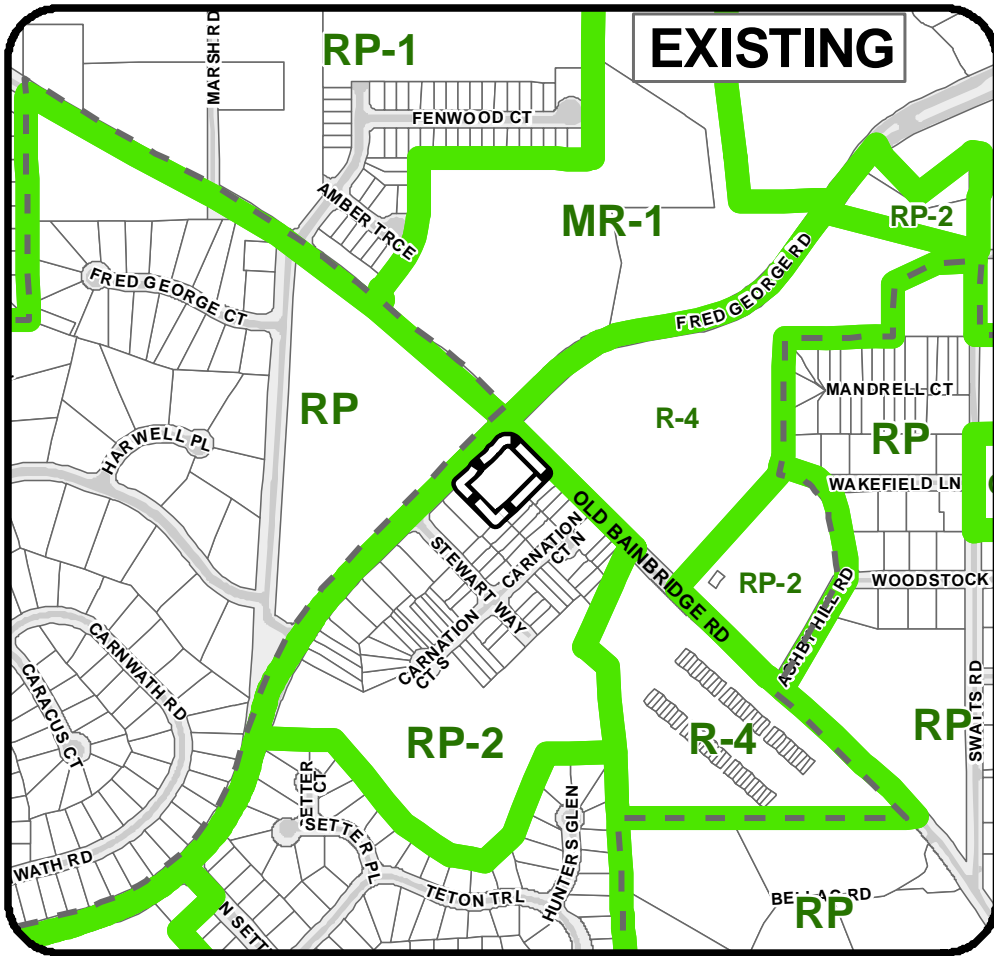 RP-1
EXISTING
MARSH RD
FENWOOD CT
AMBER TRCE
MR-1
RP-2
FRED GEORGE RD
FRED GEORGE CT
RP
R-4
MANDRELL CT
RP
HARWELL PL
WAKEFIELD LN
OLD BAINBRIDGE RD
CARNATION
CT N
STEWART WAY
RP-2
WOODSTOCK
ASHBY HILL RD
CARNATION
CT S
CARNWATH RD
CARACUS CT
RP-2
R-4
RP
SWATTS RD
SETTER
CT
SETTER PL
HUNTERS GLEN
WATH RD
TETON TRL
N SETT
RP